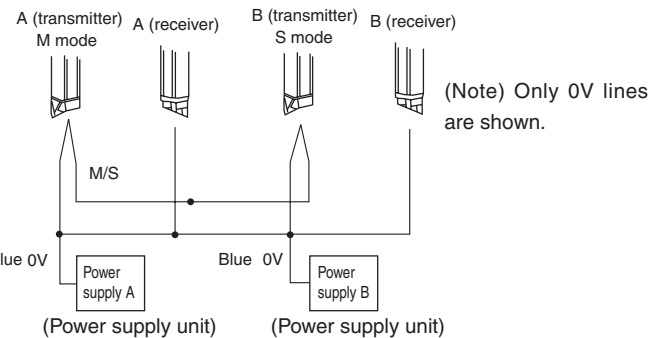 A (transmitter)
M mode
A (receiver)
B (transmitter)
S mode
B (receiver)
(Note) Only 0V lines
are shown.
M/S
lue 0V
Power
supply A
(Power supply unit)
Blue 0V
Power
supply B
(Power supply unit)